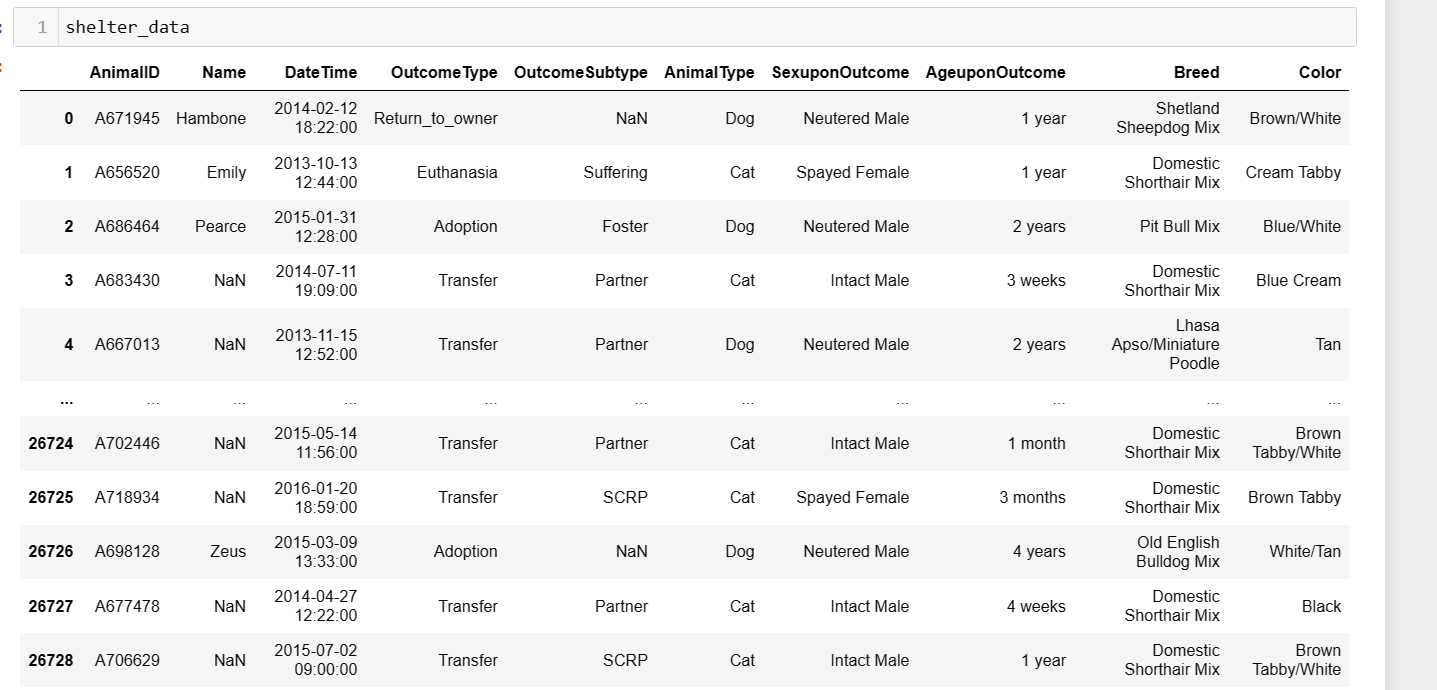 1 shelter_data
AnimalID Name DateTime OutcomeType OutcomeSubtype AnimalType SexuponOutcome AgeuponOutcome Breed Color
0 A671945 Hambone 2014-02-12 18:22:00 Return_to_owner NaN Dog Neutered Male 1 year Shetland Sheepdog Mix Brown/White
1 A656520 Emily 2013-10-13 12:44:00 Euthanasia Suffering Cat Spayed Female 1 year Domestic Shorthair Mix Cream Tabby
2 A686464 Pearce 2015-01-31 12:28:00 Adoption Foster Dog Neutered Male 2 years Pit Bull Mix Blue/White
3 A683430 NaN 2014-07-11 19:09:00 Transfer Partner Cat Intact Male 3 weeks Domestic Shorthair Mix Blue Cream
4 A667013 NaN 2013-11-15 12:52:00 Transfer Partner Dog Neutered Male 2 years Lhasa Apso/Miniature Poodle Tan
... ... ... ... ... ... ... ... ... ... ...
26724 A702446 NaN 2015-05-14 11:56:00 Transfer Partner Cat Intact Male 1 month Domestic Shorthair Mix Brown Tabby/White
26725 A718934 NaN 2016-01-20 18:59:00 Transfer SCRP Cat Spayed Female 3 months Domestic Shorthair Mix Brown Tabby
26726 A698128 Zeus 2015-03-09 13:33:00 Adoption NaN Dog Neutered Male 4 years Old English Bulldog Mix White/Tan
26727 A677478 NaN 2014-04-27 12:22:00 Transfer Partner Cat Intact Male 4 weeks Domestic Shorthair Mix Black
26728 A706629 NaN 2015-07-02 09:00:00 Transfer SCRP Cat Intact Male 1 year Domestic Shorthair Mix Brown Tabby/White